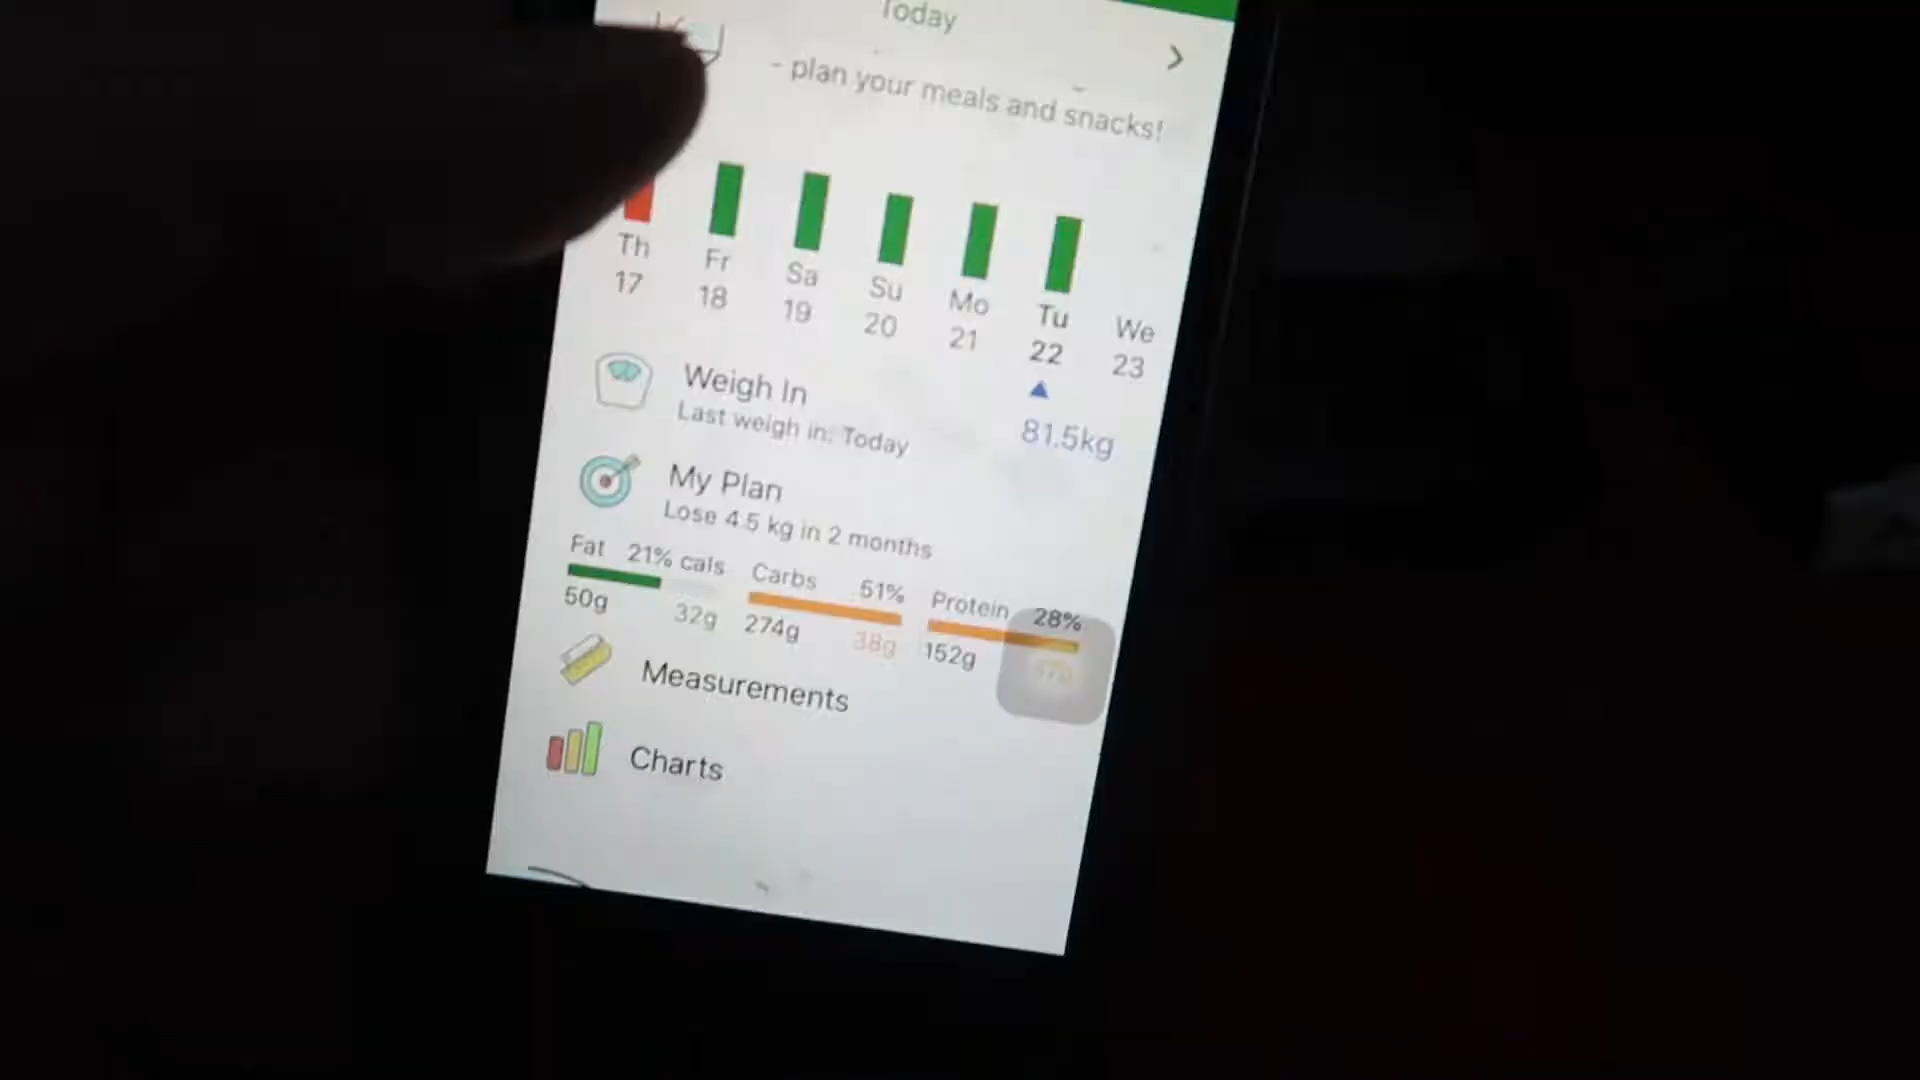 Today
- plan your meals and snacks!
Th Fr Sa Su Mo Tu We
17 18 19 20 21 22 23
Weigh In
Last weigh in: Today
81.5kg
My Plan
Lose 4.5 kg in 2 months
Fat 21% cals Carbs 51% Protein 28%
50g 32g 274g 38g 152g
Measurements
Charts